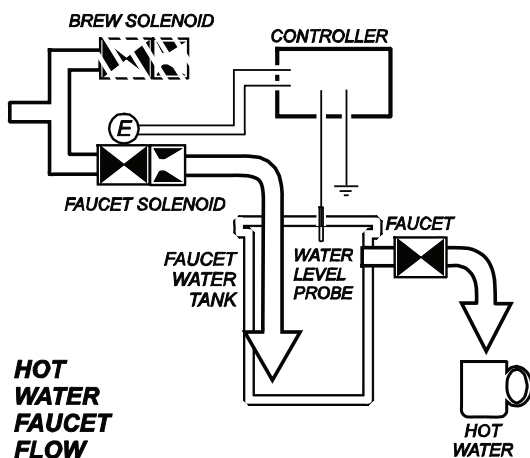 BREW SOLENOID
CONTROLLER
E
FAUCET SOLENOID
FAUCET
WATER
TANK
WATER
LEVEL
PROBE
FAUCET
HOT
WATER
FAUCET
FLOW
HOT
WATER